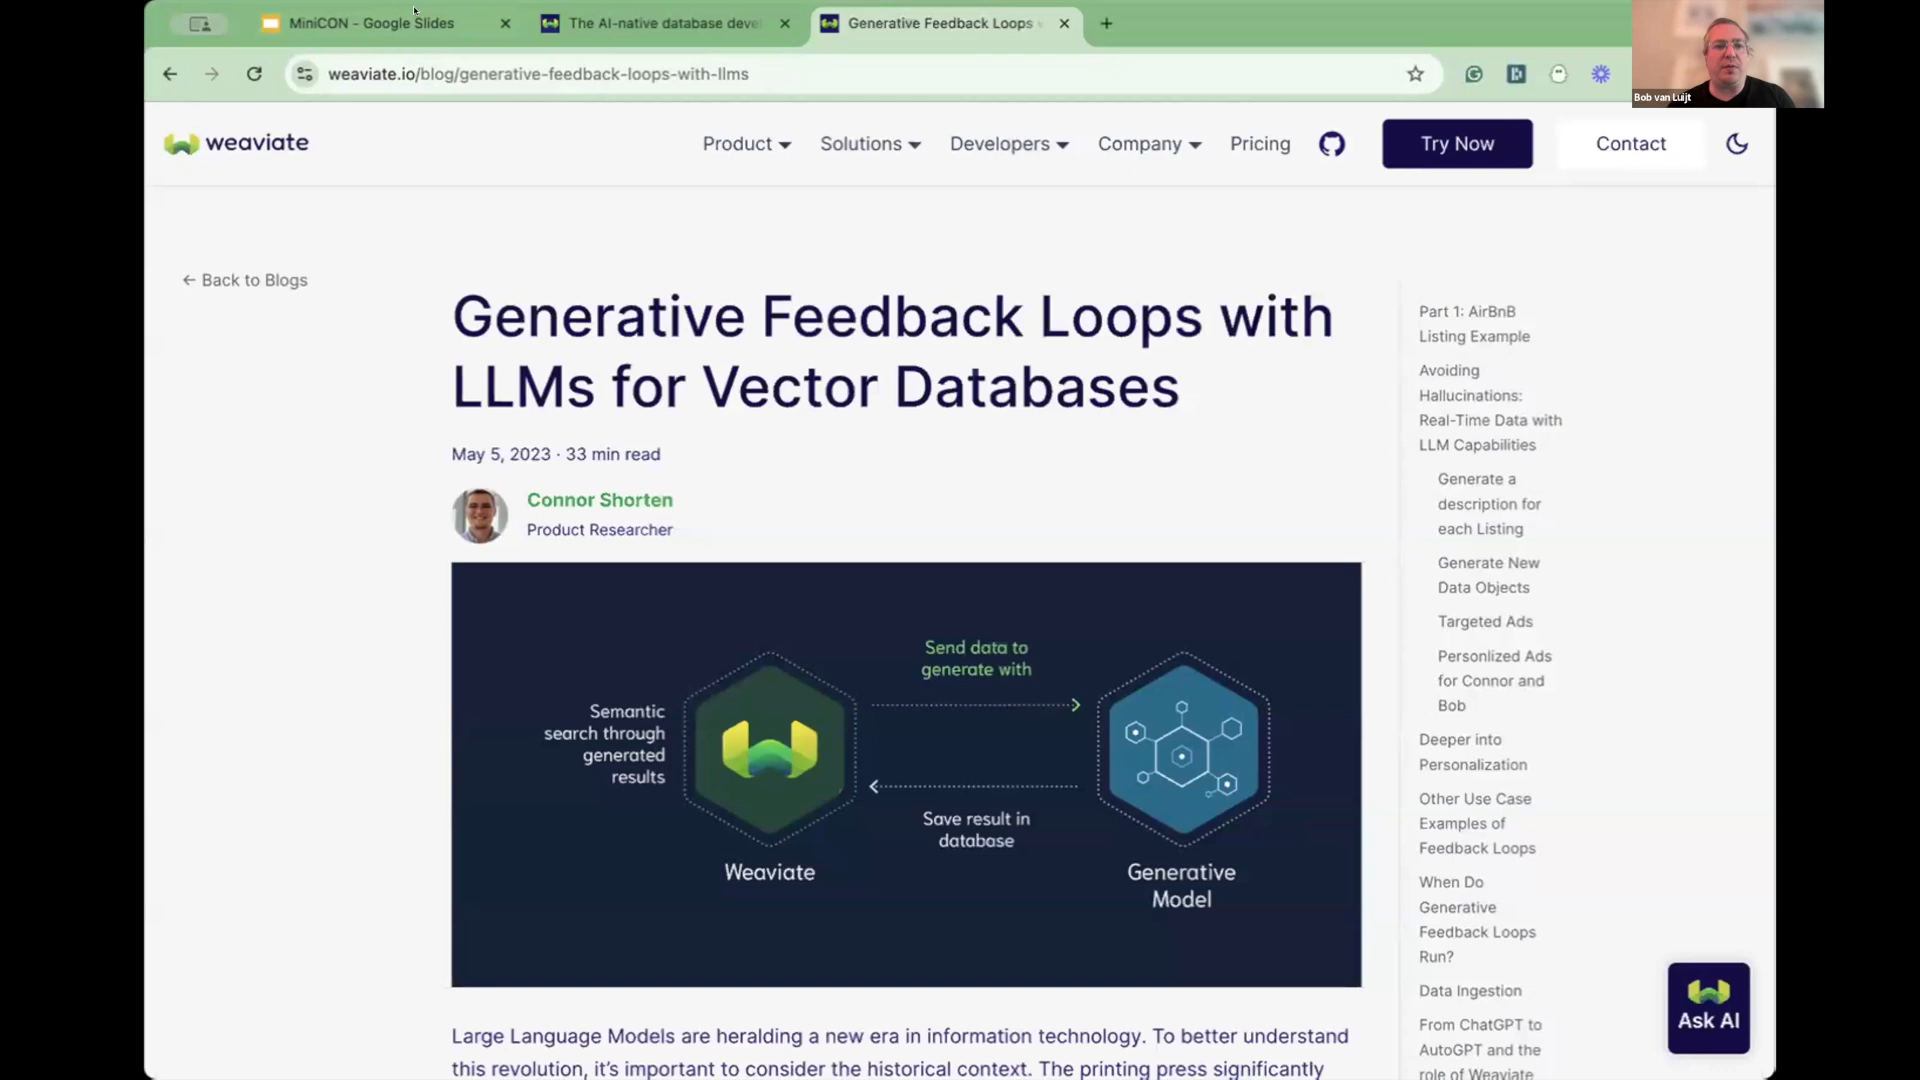 MiniCON - Google Slides
The AI-native database deve
Generative Feedback Loops
weaviate.io/blog/generative-feedback-loops-with-llms
Bob van Luijt
weaviate
Product
Solutions
Developers
Company
Pricing
Try Now
Contact
← Back to Blogs
Generative Feedback Loops with
LLMs for Vector Databases
May 5, 2023 · 33 min read
Connor Shorten
Product Researcher
Send data to
generate with
Semantic
search through
generated
results
Save result in
database
Weaviate
Generative
Model
Large Language Models are heralding a new era in information technology. To better understand
this revolution, it's important to consider the historical context. The printing press significantly
Part 1: AirBnB
Listing Example
Avoiding
Hallucinations:
Real-Time Data with
LLM Capabilities
Generate a
description for
each Listing
Generate New
Data Objects
Targeted Ads
Personlized Ads
for Connor and
Bob
Deeper into
Personalization
Other Use Case
Examples of
Feedback Loops
When Do
Generative
Feedback Loops
Run?
Data Ingestion
From ChatGPT to
AutoGPT and the
role of Weaviate
Ask AI